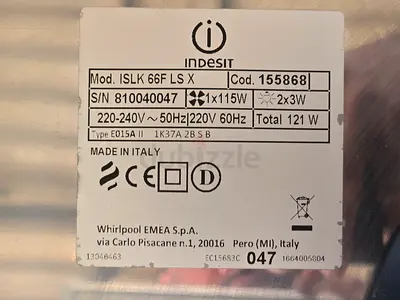 INDESIT
Mod. ISLK 66F LS X Cod. 155868
S/N 810040047 1x115W 2x3W
220-240V ~ 50Hz 220V 60Hz Total 121 W
Type E015A II 1K37A 2B S B
MADE IN ITALY
CE D
dubizzle
Whirlpool EMEA S.p.A.
via Carlo Pisacane n.1, 20016 Pero (MI), Italy
EC15683C 047 1664005004